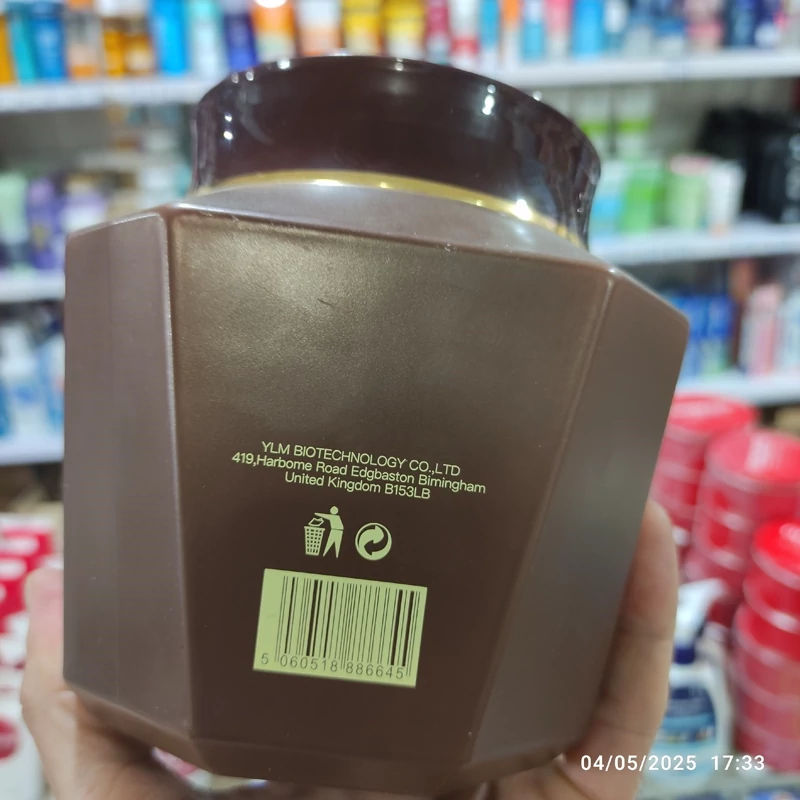 YLM BIOTECHNOLOGY CO.,LTD
419,Harbome Road Edgbaston Bimingham
United Kingdom B153LB
5 060518 886645
04/05/2025 17:33